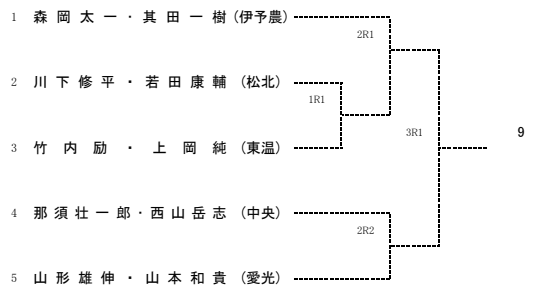 1 森岡太一・其田一樹（伊予農）
2R1
2 川下修平・若田康輔（松北）
1R1
3R1
9
3 竹内励・上岡純（東温）
4 那須壮一郎・西山岳志（中央）
2R2
5 山形雄伸・山本和貴（愛光）